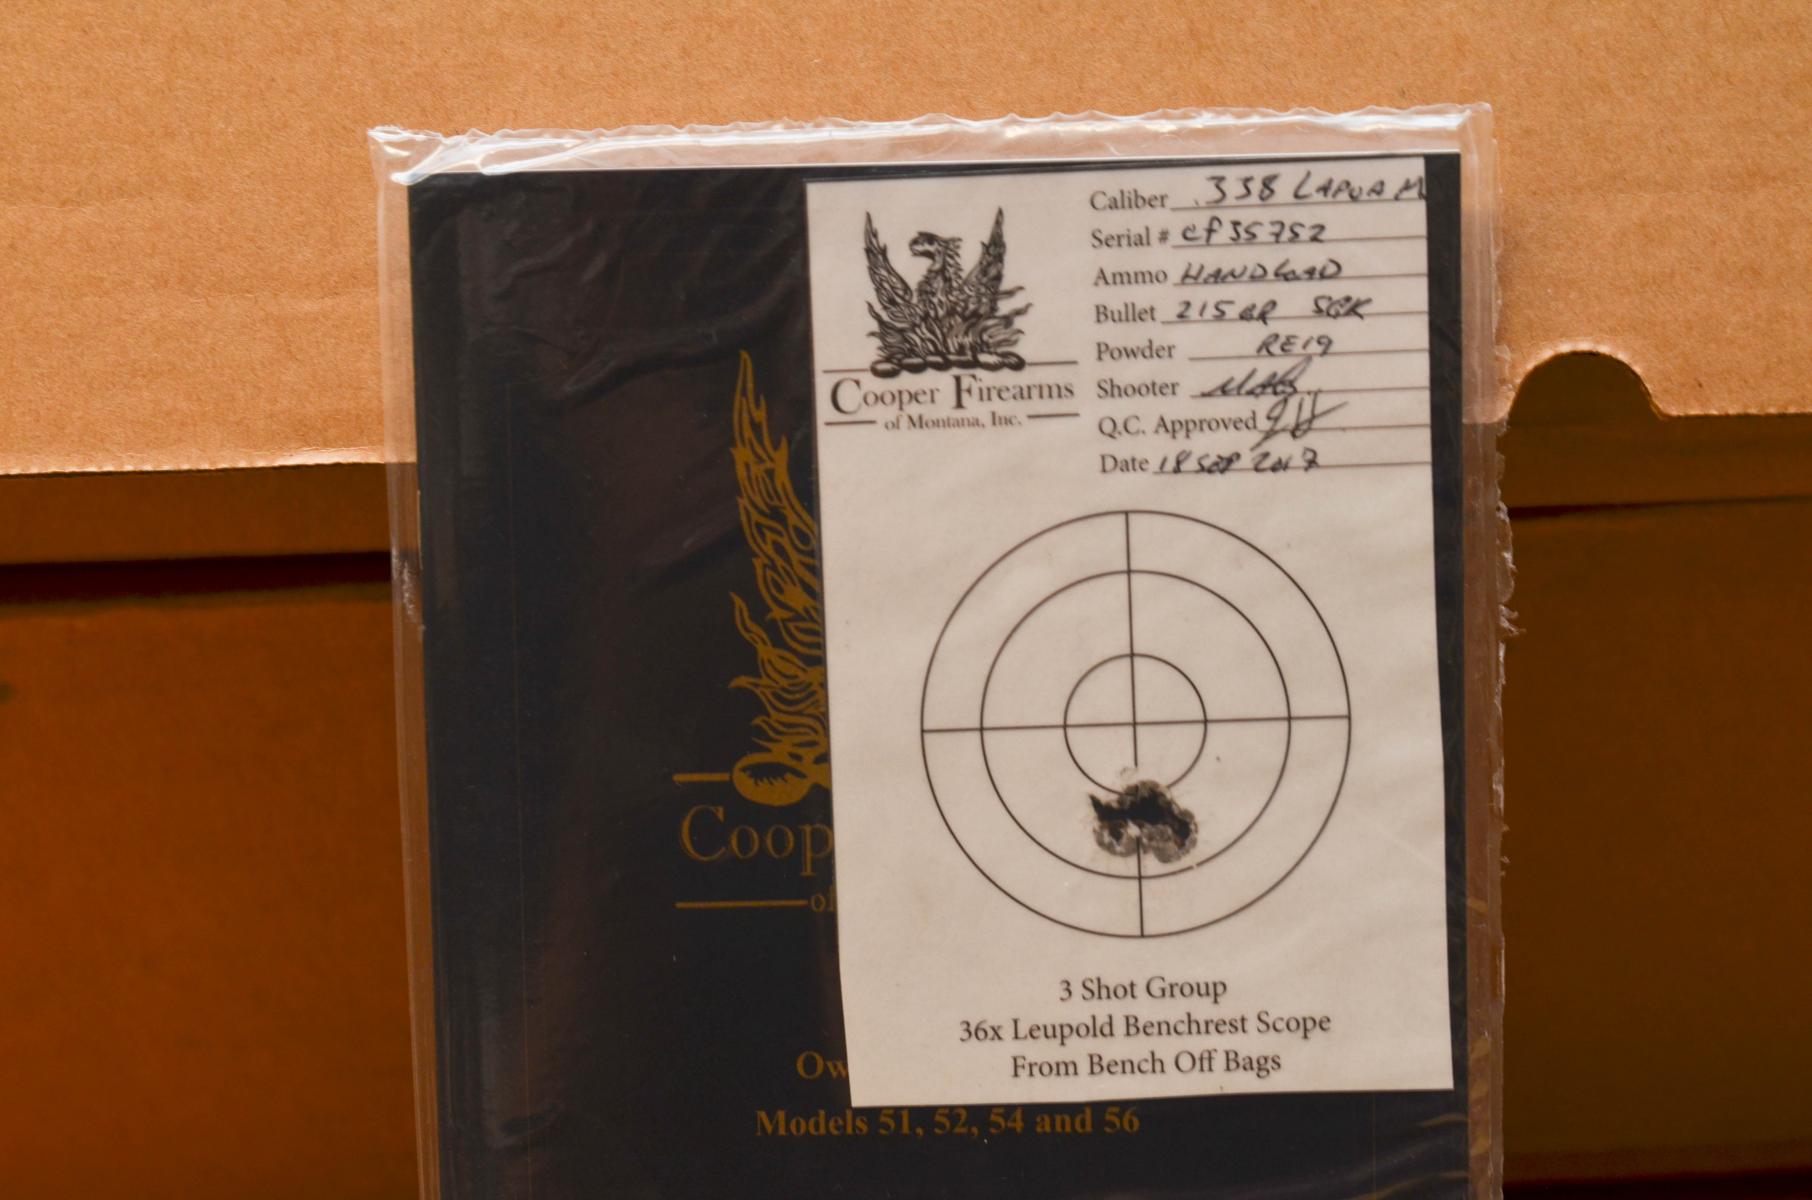 Caliber .338 LAPUA M
Serial # CF35752
Ammo HANDLOAD
Bullet 215 GR SGK
Powder RE19
Shooter
Q.C. Approved
Date 18 SEP 2017
Cooper Firearms
of Montana, Inc.
3 Shot Group
36x Leupold Benchrest Scope
From Bench Off Bags
Coop
of
Ow
Models 51, 52, 54 and 56